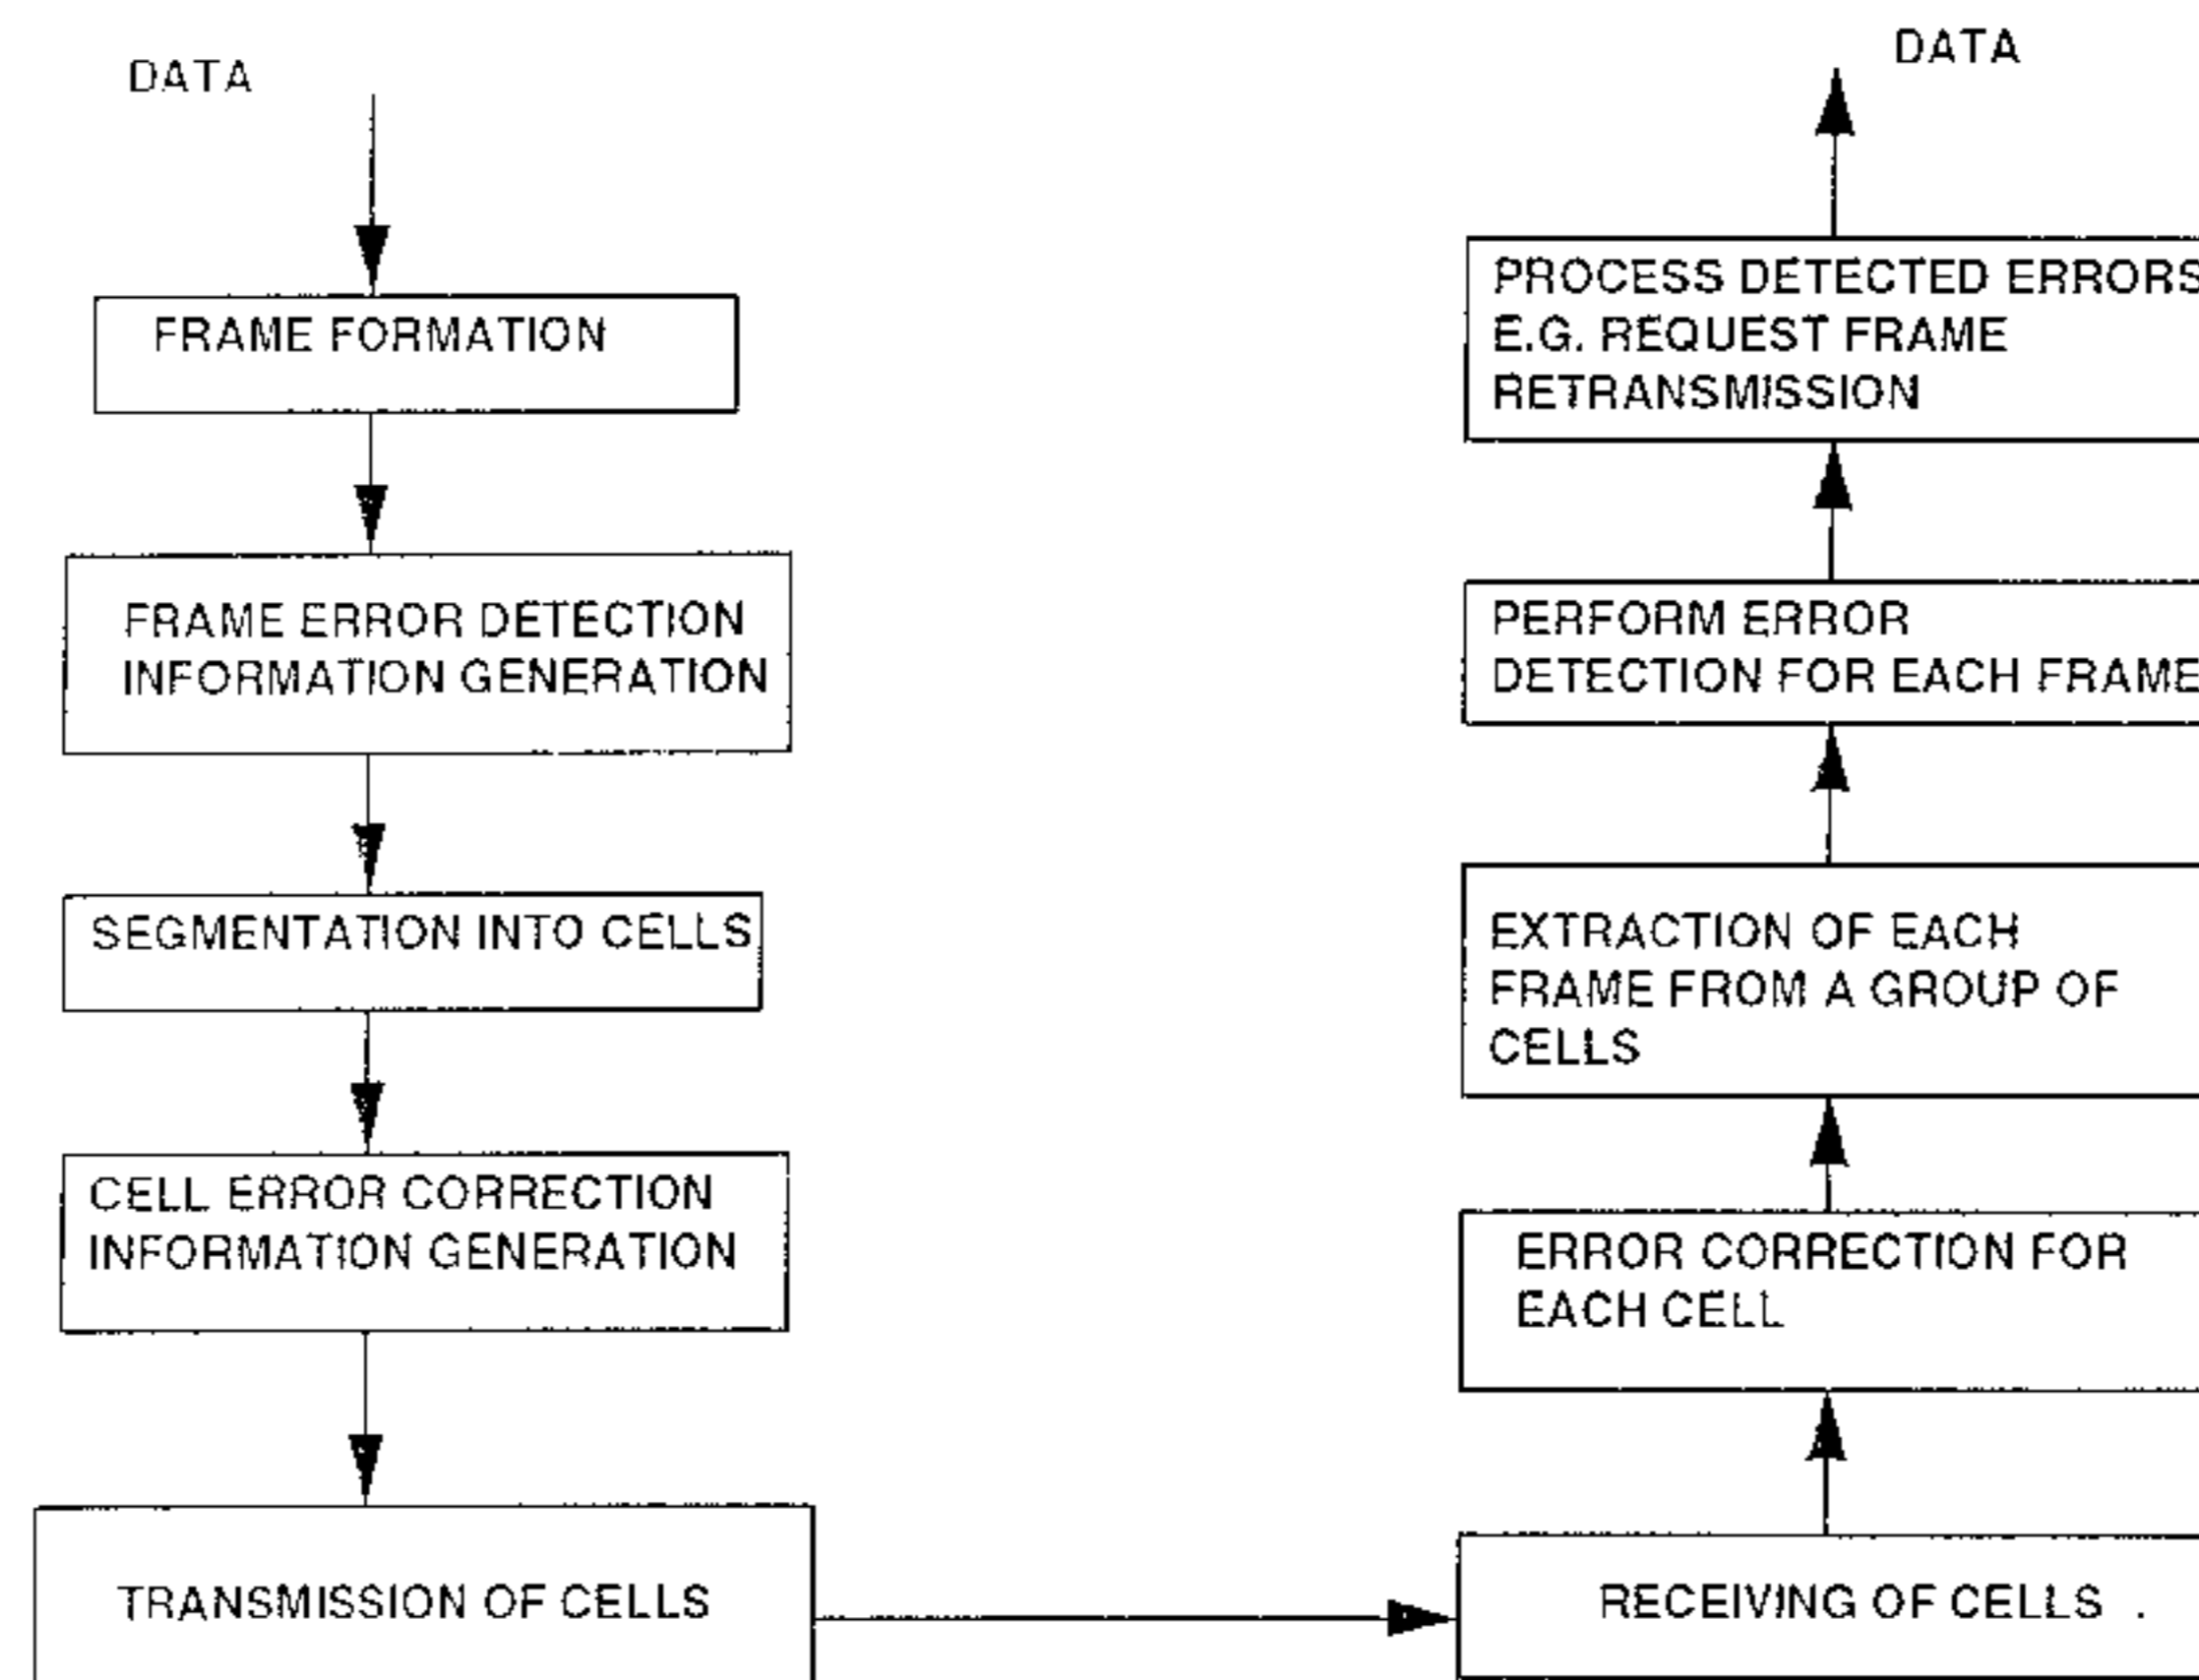 DATA
FRAME FORMATION
FRAME ERROR DETECTION
INFORMATION GENERATION
SEGMENTATION INTO CELLS
CELL ERROR CORRECTION
INFORMATION GENERATION
TRANSMISSION OF CELLS
DATA
PROCESS DETECTED ERRORS
E.G. REQUEST FRAME
RETRANSMISSION
PERFORM ERROR
DETECTION FOR EACH FRAME
EXTRACTION OF EACH
FRAME FROM A GROUP OF
CELLS
ERROR CORRECTION FOR
EACH CELL
RECEIVING OF CELLS .